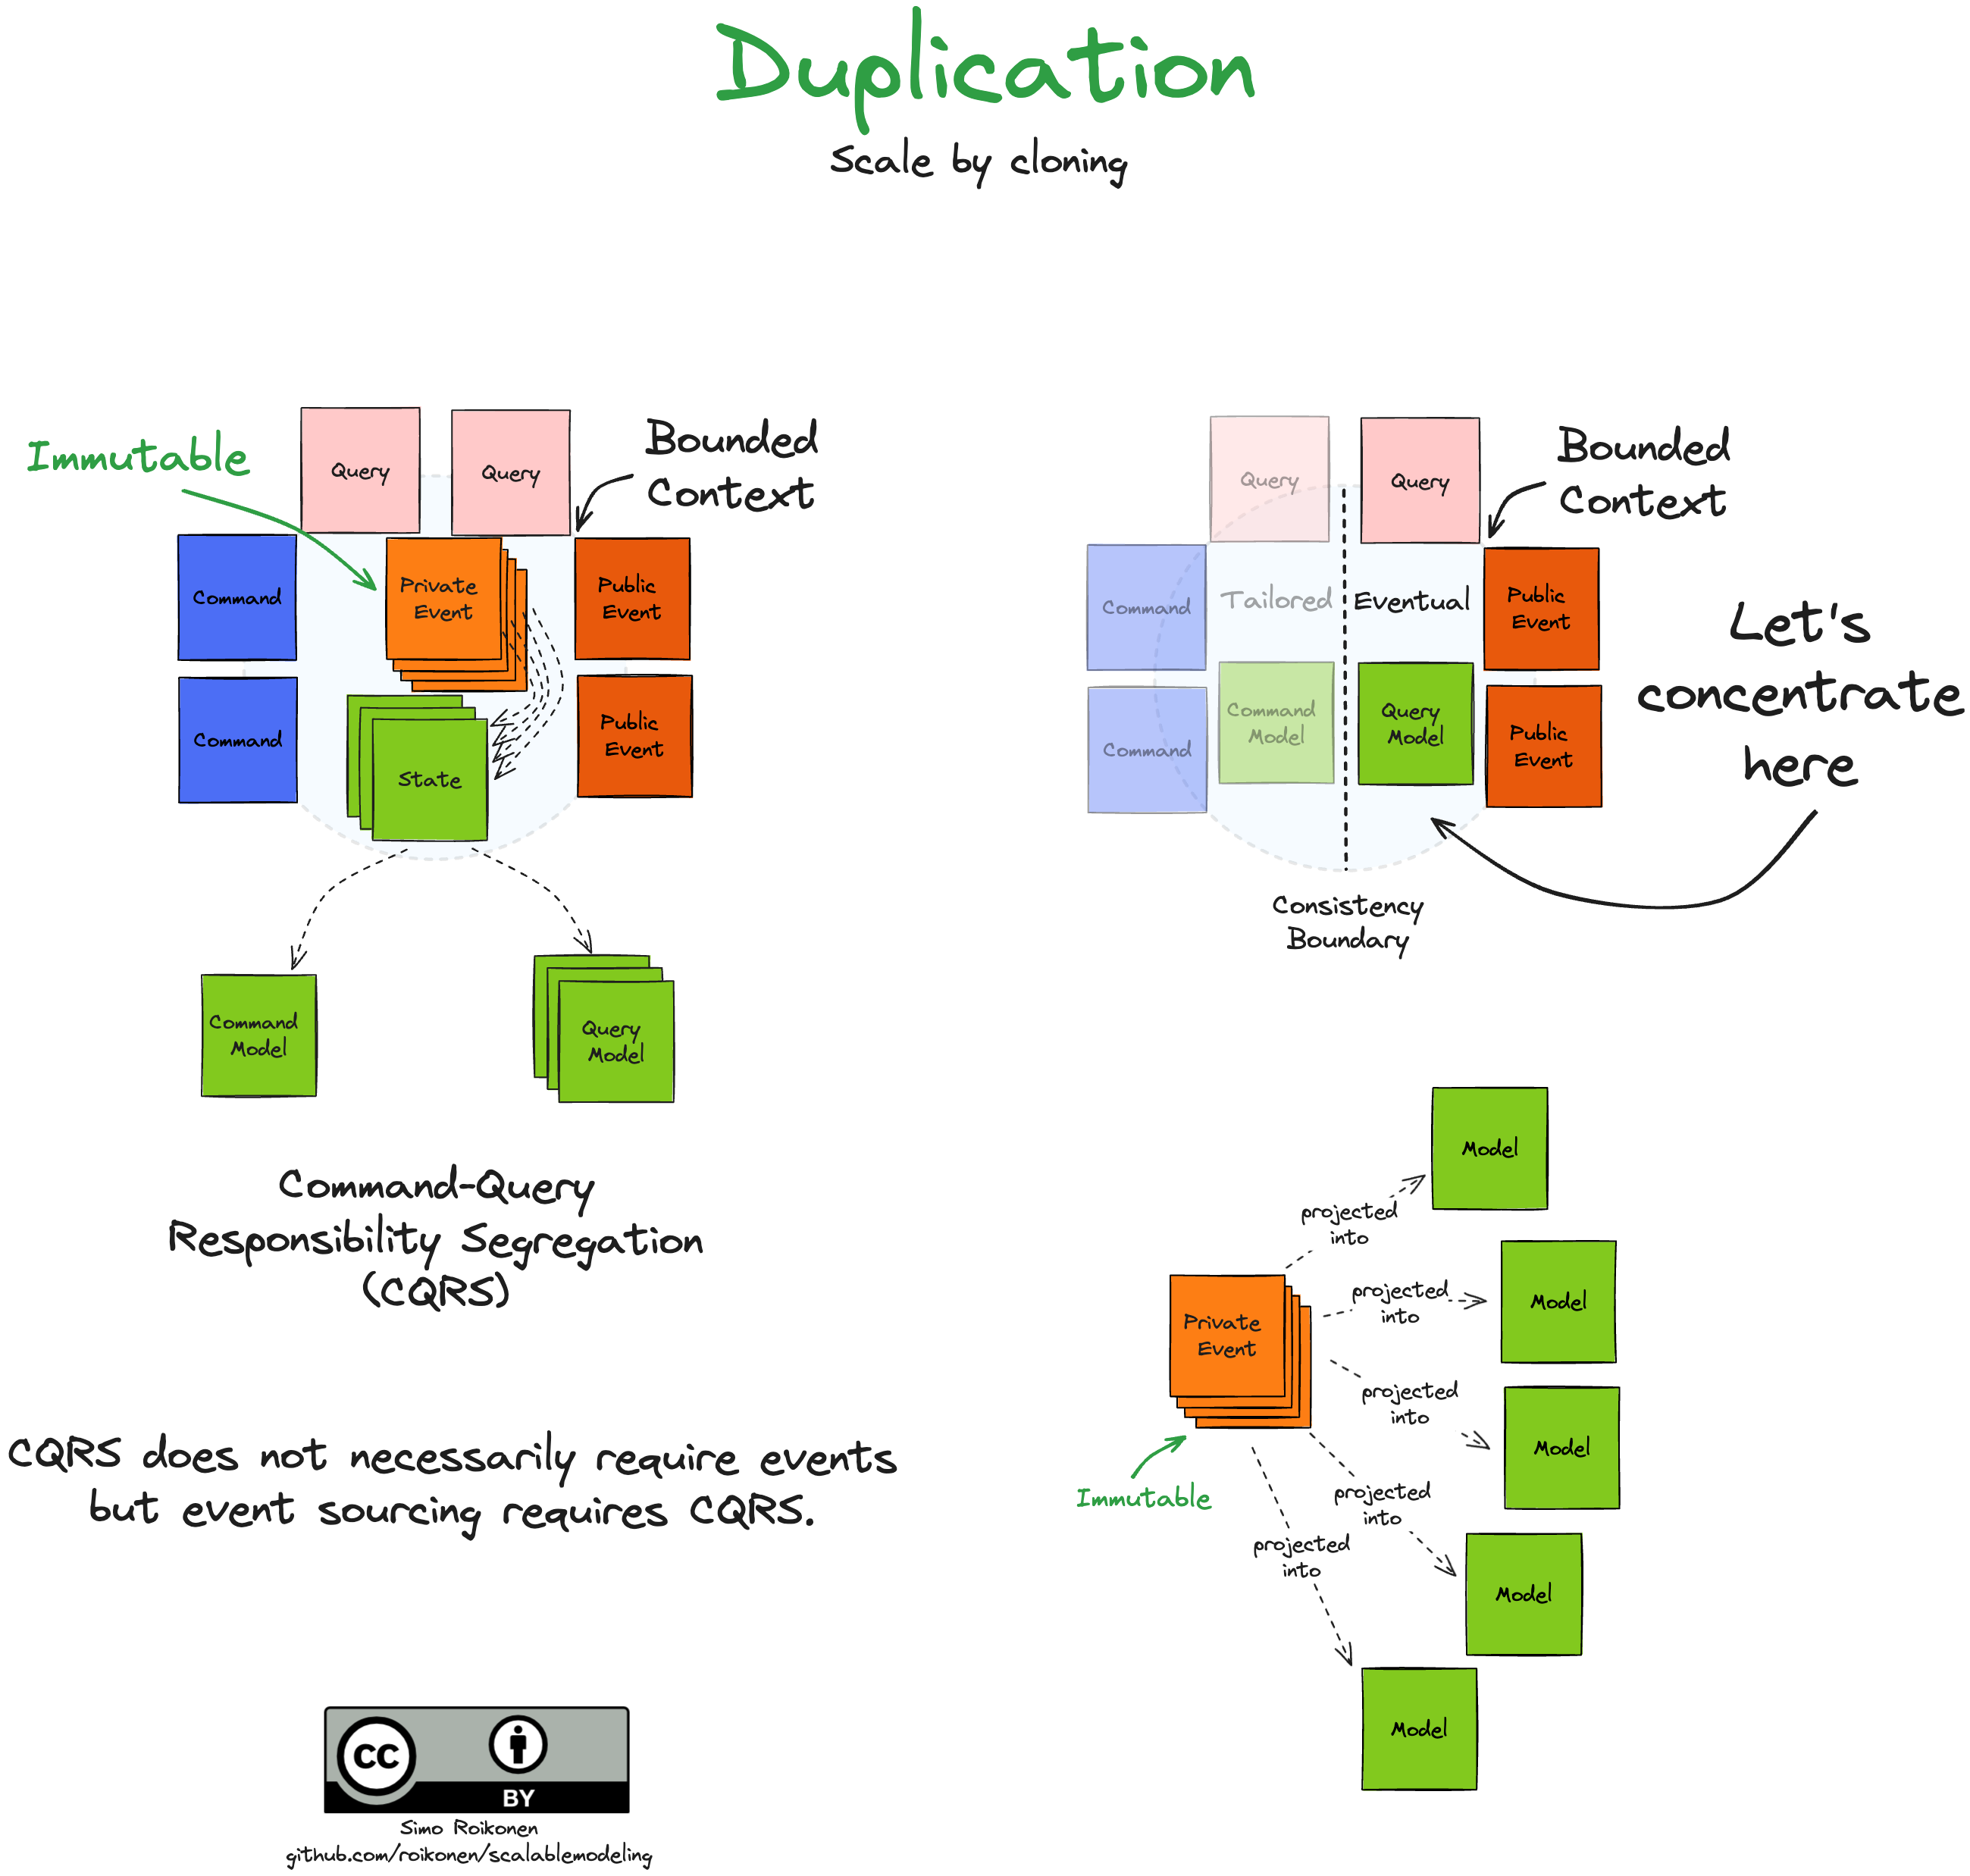 Duplication
Scale by cloning
Immutable
Query
Query
Bounded
Context
Command
Private
Event
Public
Event
Command
State
Public
Event
Command
Model
Query
Model
Command-Query
Responsibility Segregation
(CQRS)
CQRS does not necessarily require events
but event sourcing requires CQRS.
CC
BY
Simo Roikonen
github.com/roikonen/scalablemodeling
Query
Query
Bounded
Context
Command
Tailored
Eventual
Public
Event
Command
Command
Model
Query
Model
Public
Event
Let's
concentrate
here
Consistency
Boundary
Private
Event
Immutable
projected
into
Model
projected
into
Model
projected
into
Model
projected
into
Model
projected
into
Model